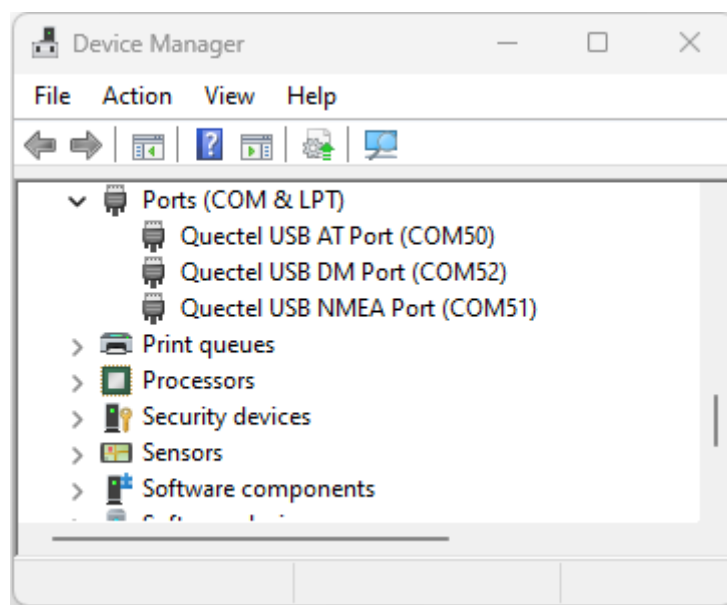 Device Manager
File Action View Help
Ports (COM & LPT)
Quectel USB AT Port (COM50)
Quectel USB DM Port (COM52)
Quectel USB NMEA Port (COM51)
Print queues
Processors
Security devices
Sensors
Software components